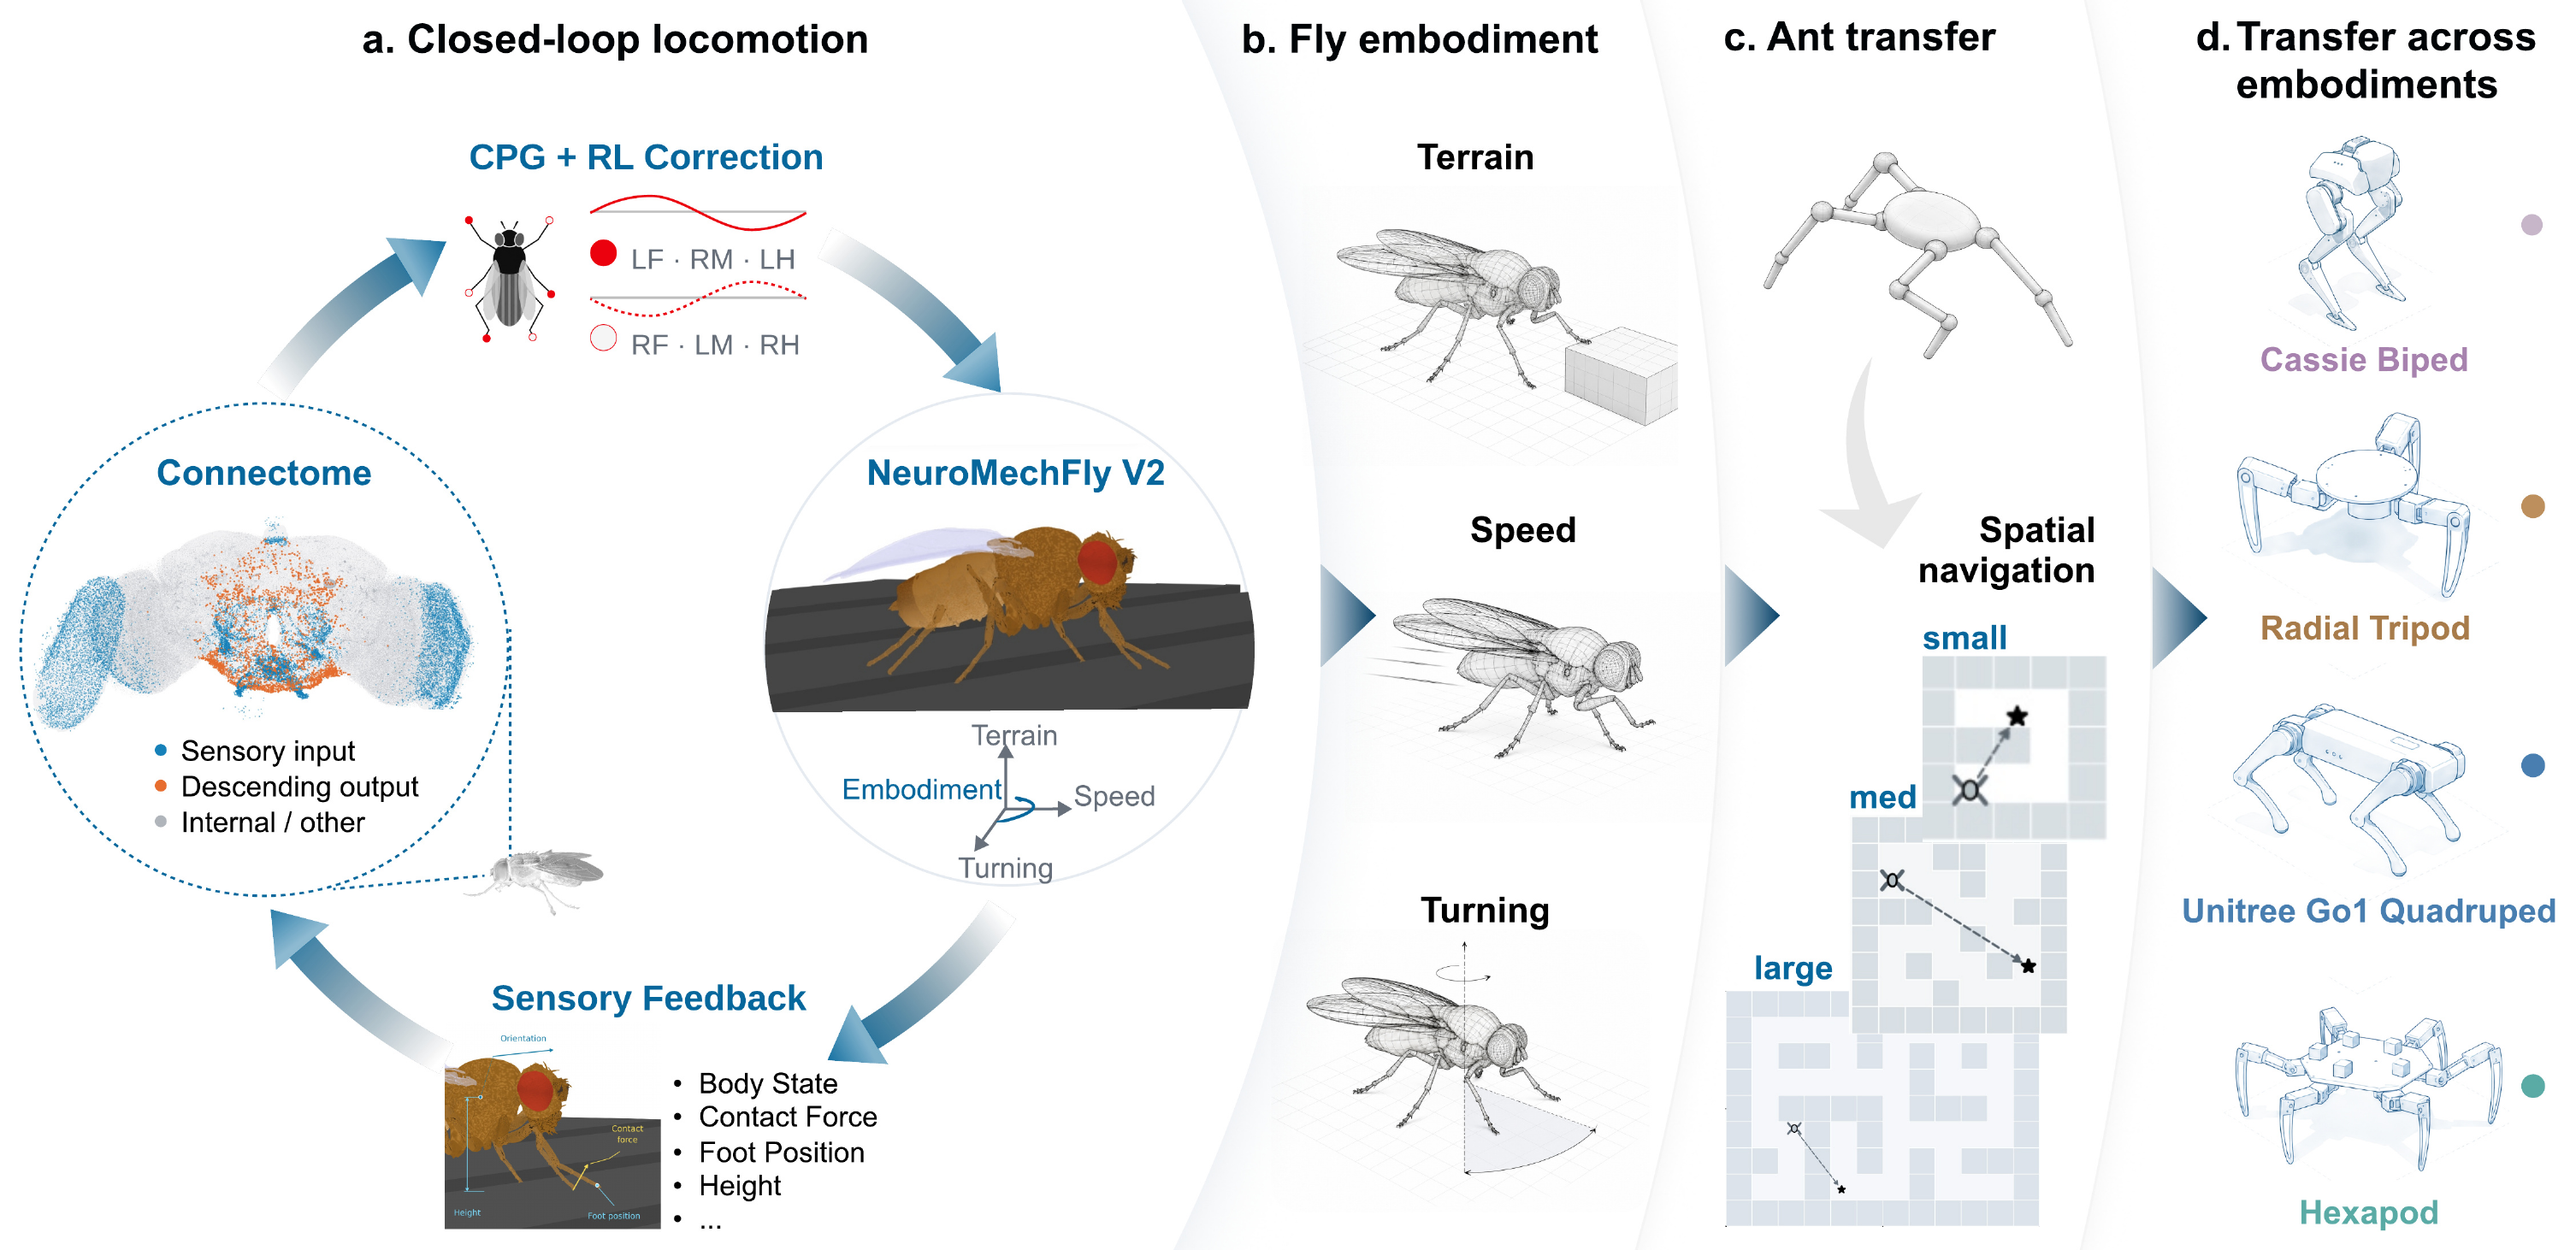 a. Closed-loop locomotion
CPG + RL Correction
LF · RM · LH
RF · LM · RH
Connectome
Sensory input
Descending output
Internal / other
NeuroMechFly V2
Terrain
Embodiment
Speed
Turning
Sensory Feedback
Orientation
Contact
force
Height
Foot position
• Body State
• Contact Force
• Foot Position
• Height
• ...
b. Fly embodiment
Terrain
Speed
Turning
c. Ant transfer
Spatial
navigation
small
med
large
d. Transfer across
embodiments
Cassie Biped
Radial Tripod
Unitree Go1 Quadruped
Hexapod